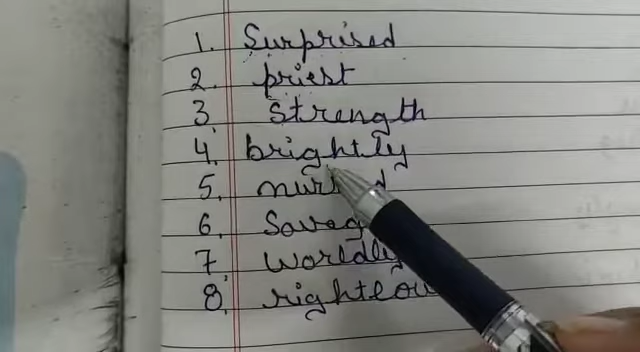 1. Surprised
2. priest
3. Strength
4. brightly
5.
6.
7. Worldly
8.